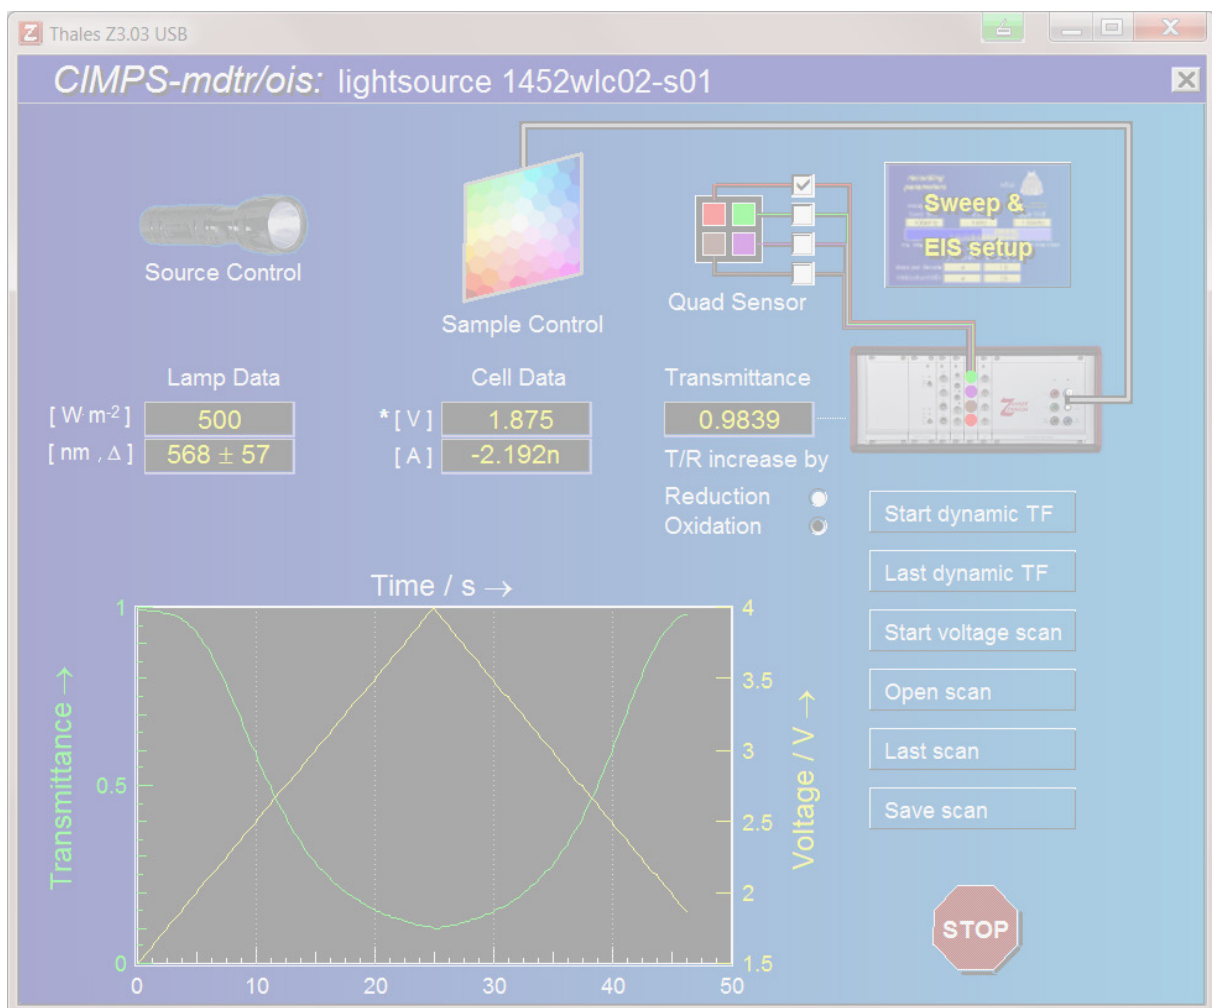 Thales Z3.03 USB
CIMPS-mdtr/ois: lightsource 1452wlc02-s01
Source Control
Sample Control
Quad Sensor
Sweep &
EIS setup
Lamp Data
[ W·m-2]
500
[ nm , Δ ]
568 ± 57
Cell Data
*[ V ]
1.875
[ A ]
-2.192n
Transmittance
0.9839
T/R increase by
Reduction
Oxidation
Start dynamic TF
Last dynamic TF
Start voltage scan
Open scan
Last scan
Save scan
STOP
Time / s →
Transmittance →
1
0.5
0
Voltage / V →
4
3.5
3
2.5
2
1.5
0 10 20 30 40 50